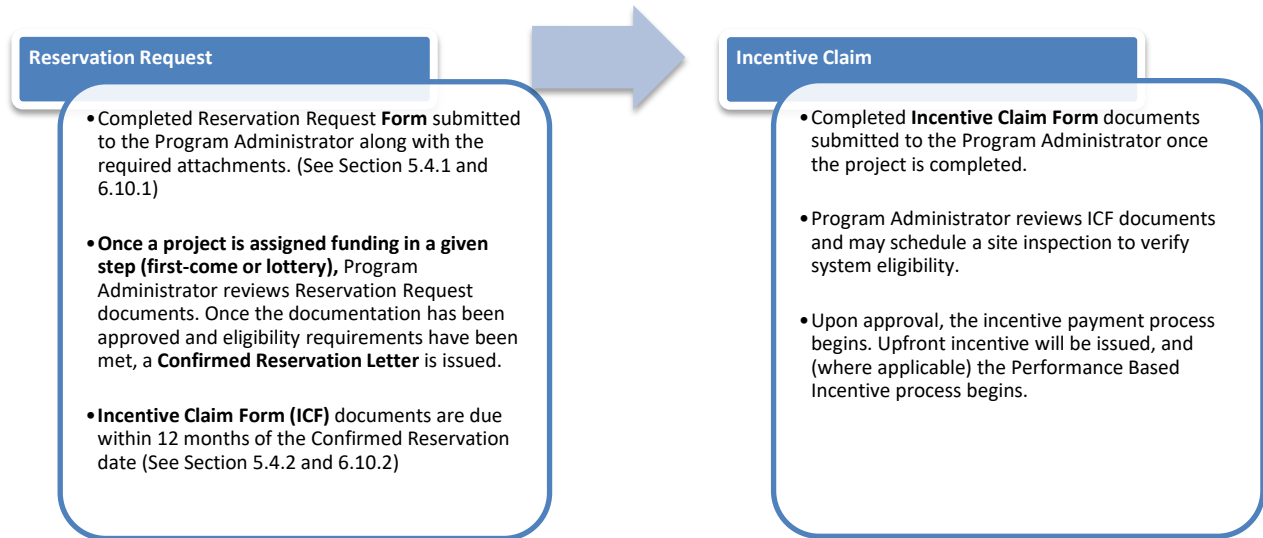 Reservation Request
•Completed Reservation Request Form submitted
to the Program Administrator along with the
required attachments. (See Section 5.4.1 and
6.10.1)
•Once a project is assigned funding in a given
step (first-come or lottery), Program
Administrator reviews Reservation Request
documents. Once the documentation has been
approved and eligibility requirements have been
met, a Confirmed Reservation Letter is issued.
•Incentive Claim Form (ICF) documents are due
within 12 months of the Confirmed Reservation
date (See Section 5.4.2 and 6.10.2)
Incentive Claim
•Completed Incentive Claim Form documents
submitted to the Program Administrator once
the project is completed.
•Program Administrator reviews ICF documents
and may schedule a site inspection to verify
system eligibility.
•Upon approval, the incentive payment process
begins. Upfront incentive will be issued, and
(where applicable) the Performance Based
Incentive process begins.